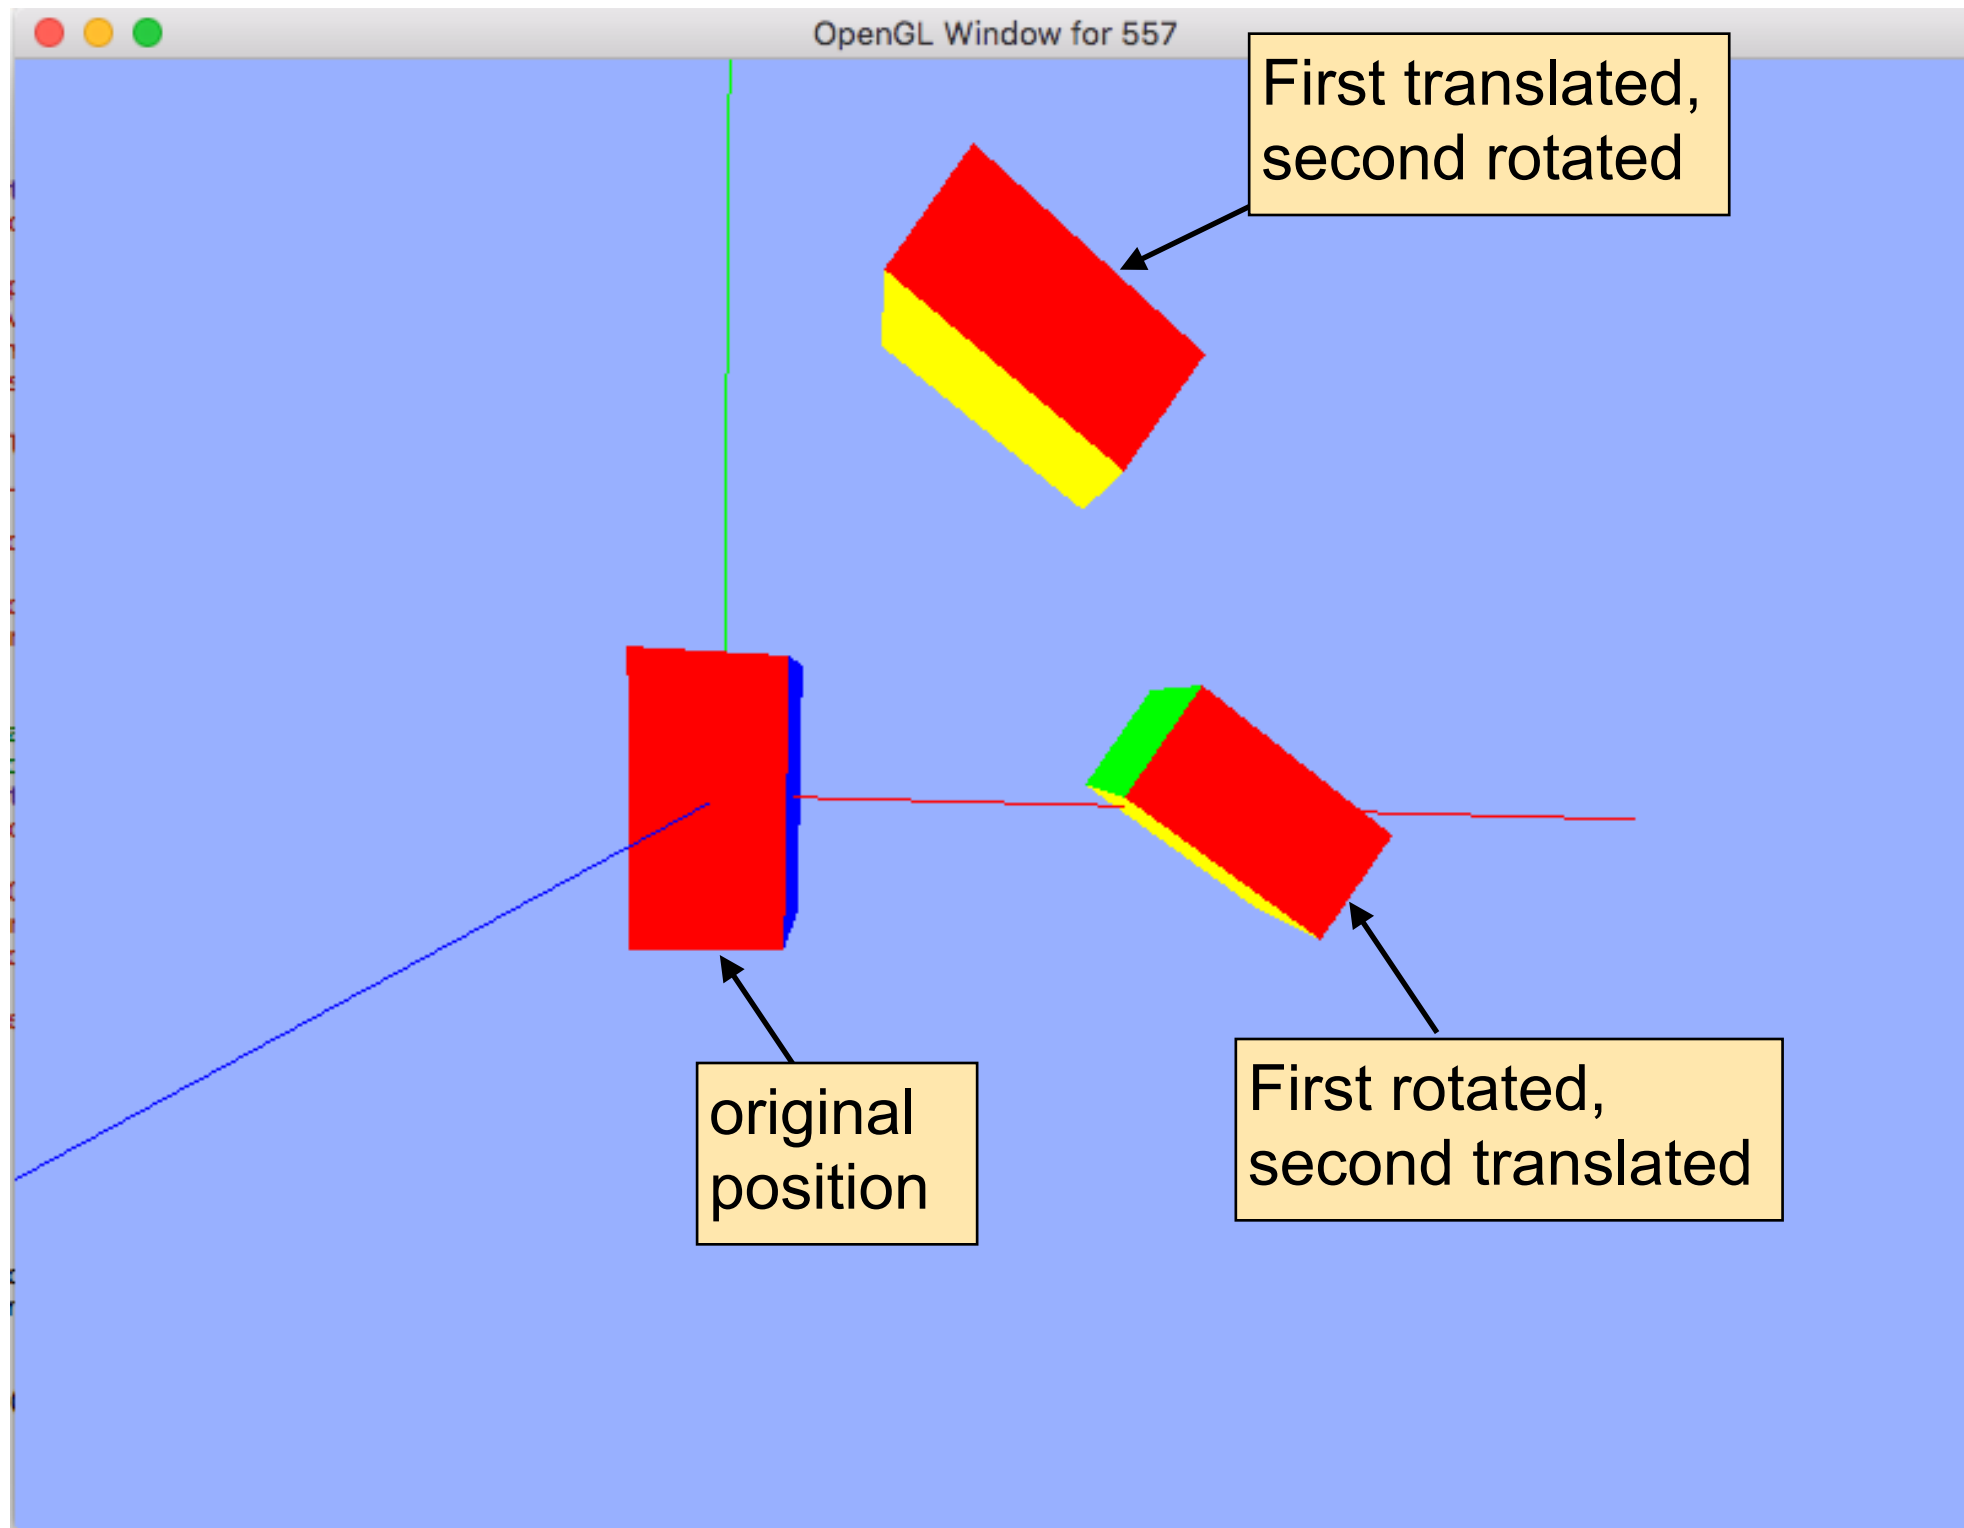 OpenGL Window for 557
First translated,
second rotated
original
position
First rotated,
second translated